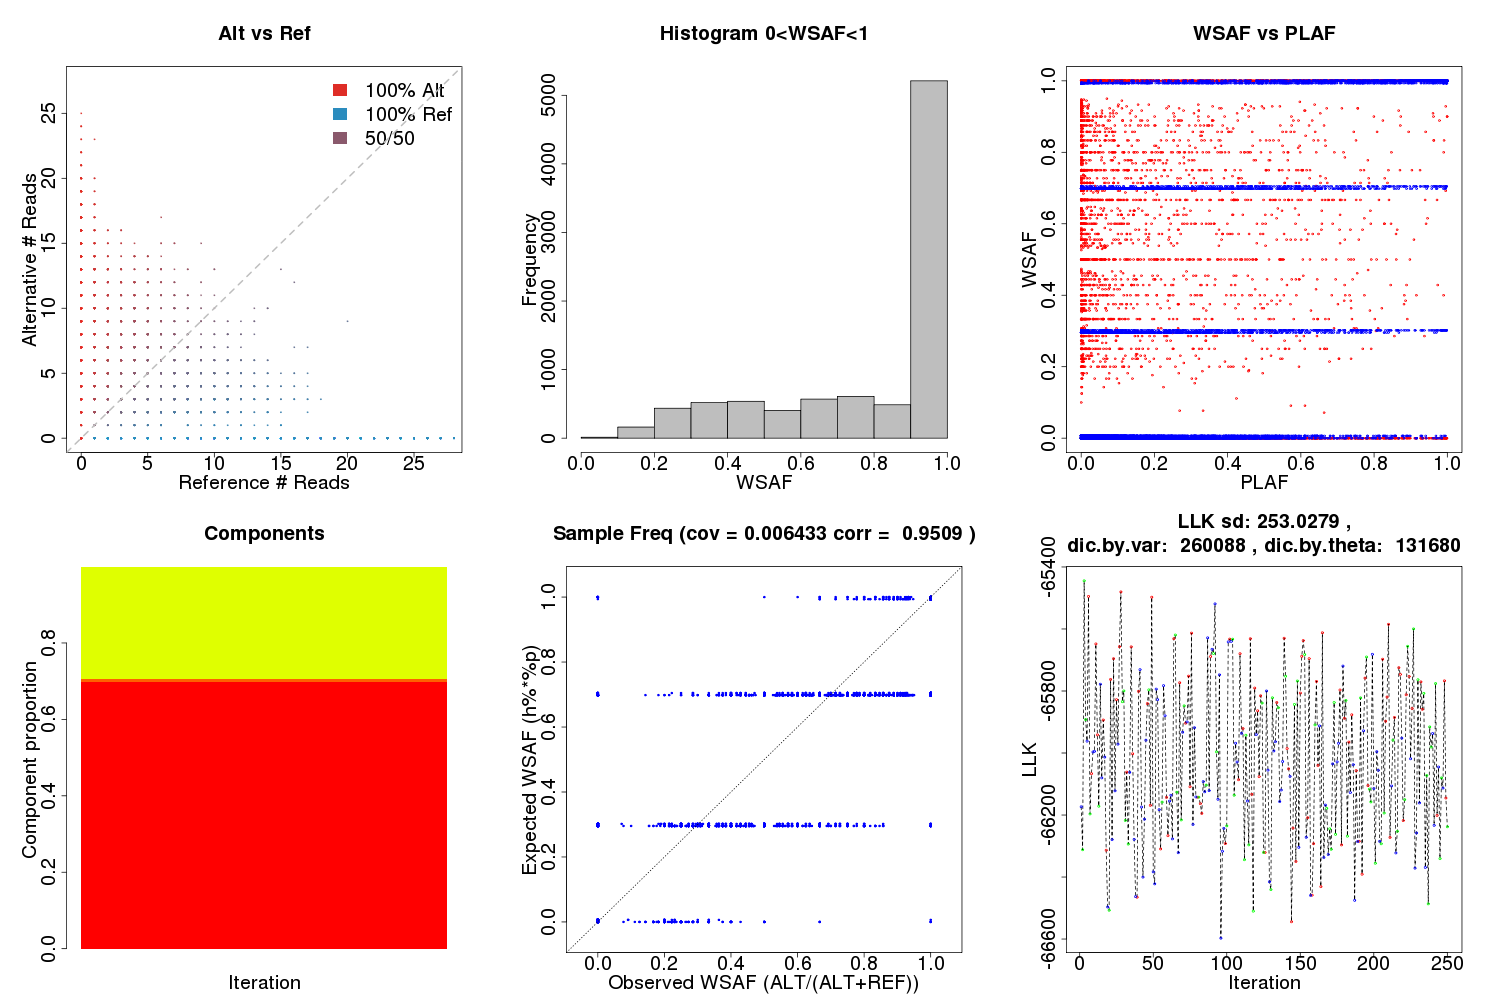 Alt vs Ref
100% Alt
100% Ref
50/50
Alternative # Reads
0 5 10 15 20 25
0 5 10 15 20 25
Reference # Reads
Histogram 0<WSAF<1
Frequency
0 1000 2000 3000 4000 5000
0.0 0.2 0.4 0.6 0.8 1.0
WSAF
WSAF vs PLAF
WSAF
0.0 0.2 0.4 0.6 0.8 1.0
0.0 0.2 0.4 0.6 0.8 1.0
PLAF
Components
Component proportion
0.0 0.2 0.4 0.6 0.8
Iteration
Sample Freq (cov = 0.006433 corr = 0.9509 )
Expected WSAF (h%*%p)
0.0 0.2 0.4 0.6 0.8 1.0
0.0 0.2 0.4 0.6 0.8 1.0
Observed WSAF (ALT/(ALT+REF))
LLK sd: 253.0279 ,
dic.by.var: 260088 , dic.by.theta: 131680
LLK
-66600 -66200 -65800 -65400
0 50 100 150 200 250
Iteration